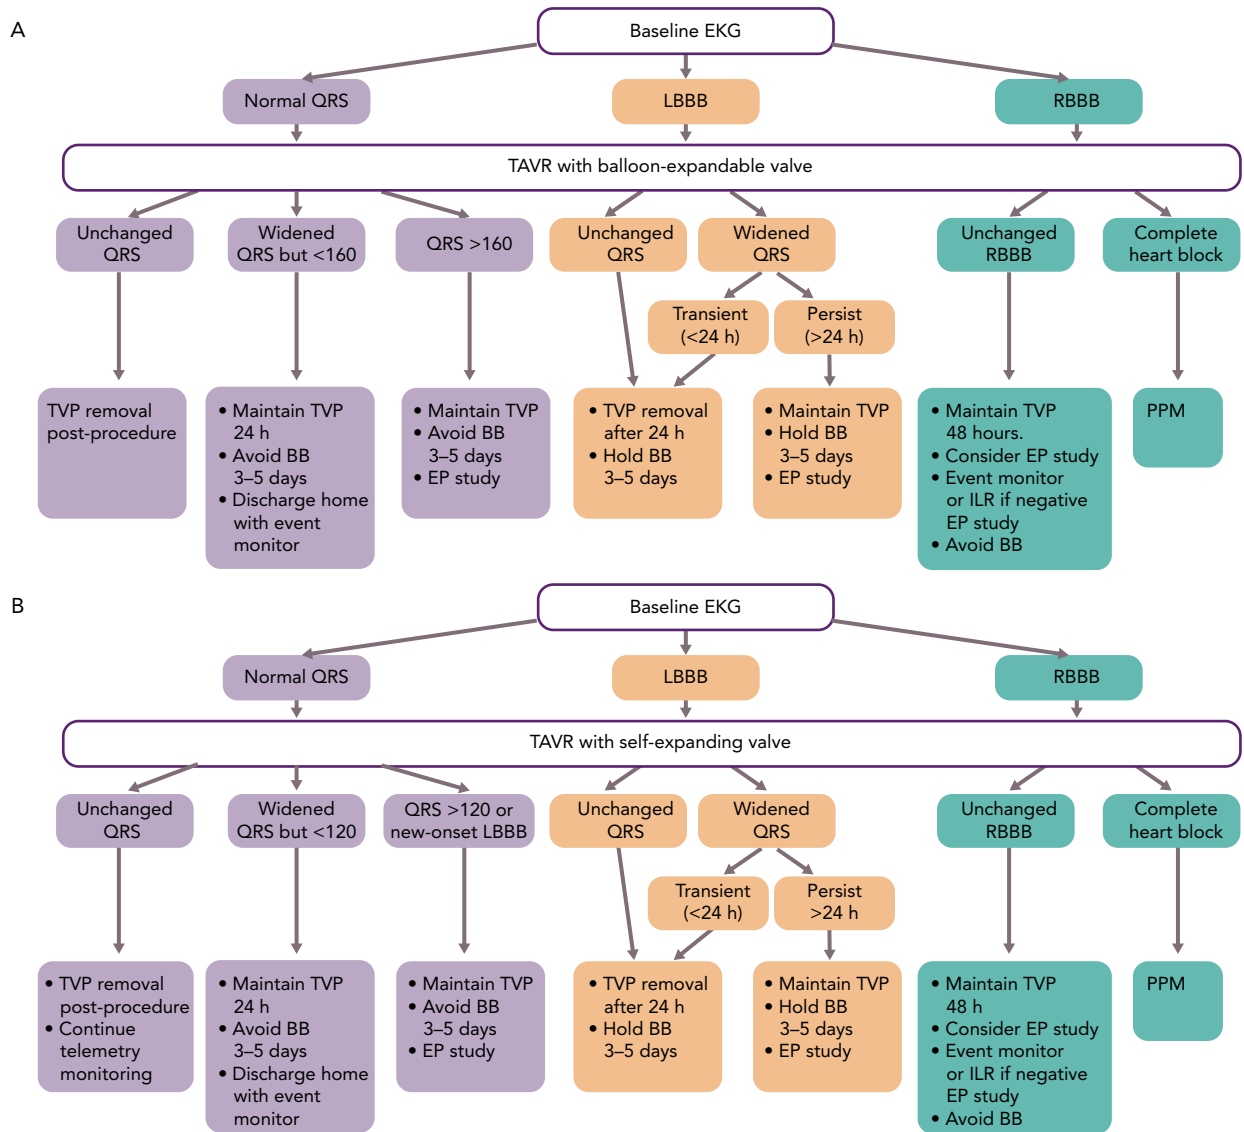 A
Baseline EKG
Normal QRS
LBBB
RBBB
TAVR with balloon-expandable valve
Unchanged
QRS
Widened
QRS but <160
QRS >160
Unchanged
QRS
Widened
QRS
Unchanged
RBBB
Complete
heart block
Transient
(<24 h)
Persist
(>24 h)
TVP removal
post-procedure
• Maintain TVP
24 h
• Avoid BB
3–5 days
• Discharge home
with event
monitor
• Maintain TVP
• Avoid BB
3–5 days
• EP study
• TVP removal
after 24 h
• Hold BB
3–5 days
• Maintain TVP
• Hold BB
3–5 days
• EP study
• Maintain TVP
48 hours.
• Consider EP study
• Event monitor
or ILR if negative
EP study
• Avoid BB
PPM
B
Baseline EKG
Normal QRS
LBBB
RBBB
TAVR with self-expanding valve
Unchanged
QRS
Widened
QRS but <120
QRS >120 or
new-onset LBBB
Unchanged
QRS
Widened
QRS
Unchanged
RBBB
Complete
heart block
Transient
(<24 h)
Persist
>24 h
• TVP removal
post-procedure
• Continue
telemetry
monitoring
• Maintain TVP
24 h
• Avoid BB
3–5 days
• Discharge home
with event
monitor
• Maintain TVP
• Avoid BB
3–5 days
• EP study
• TVP removal
after 24 h
• Hold BB
3–5 days
• Maintain TVP
• Hold BB
3–5 days
• EP study
• Maintain TVP
48 h
• Consider EP study
• Event monitor
or ILR if negative
EP study
• Avoid BB
PPM